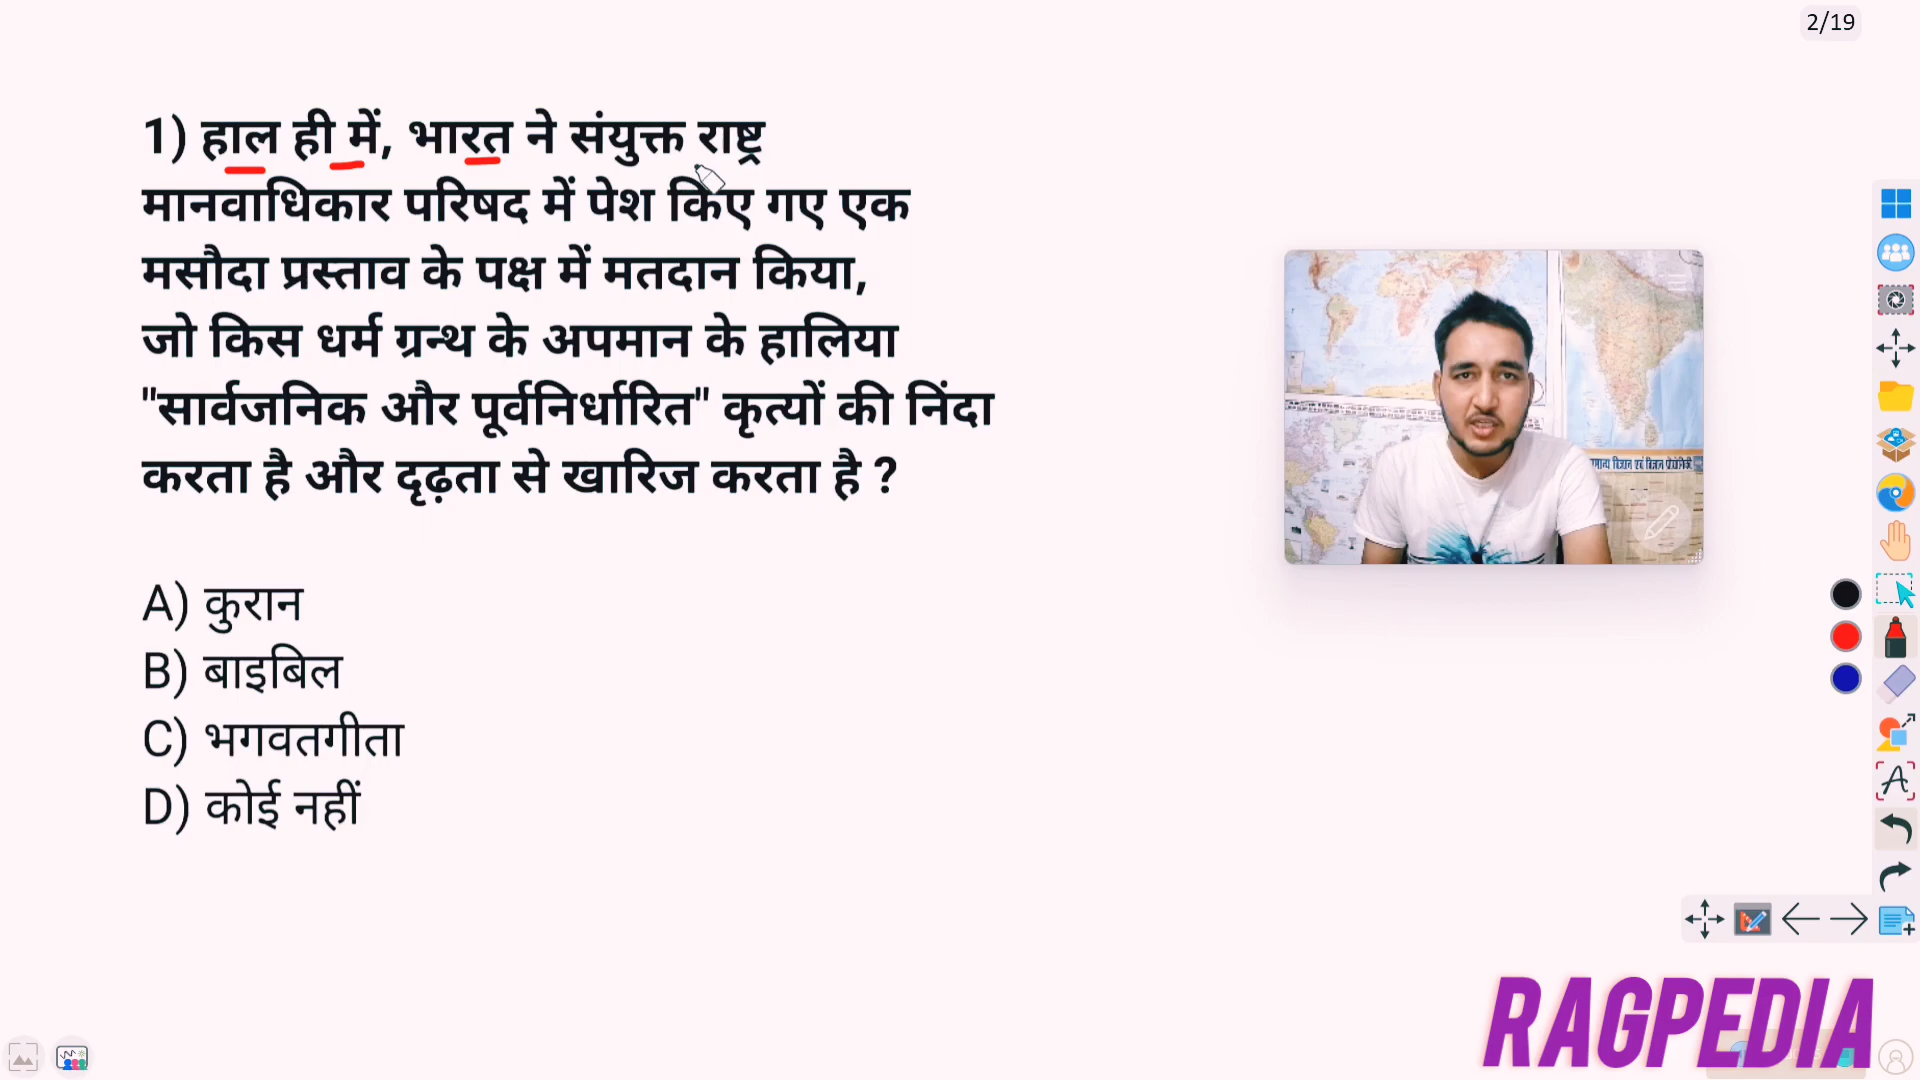 2/19
1) हाल ही में, भारत ने संयुक्त राष्ट्र
मानवाधिकार परिषद में पेश किए गए एक
मसौदा प्रस्ताव के पक्ष में मतदान किया,
जो किस धर्म ग्रन्थ के अपमान के हालिया
"सार्वजनिक और पूर्वनिर्धारित" कृत्यों की निंदा
करता है और दृढ़ता से खारिज करता है ?
A) कुरान
B) बाइबिल
C) भगवतगीता
D) कोई नहीं
RAGPEDIA